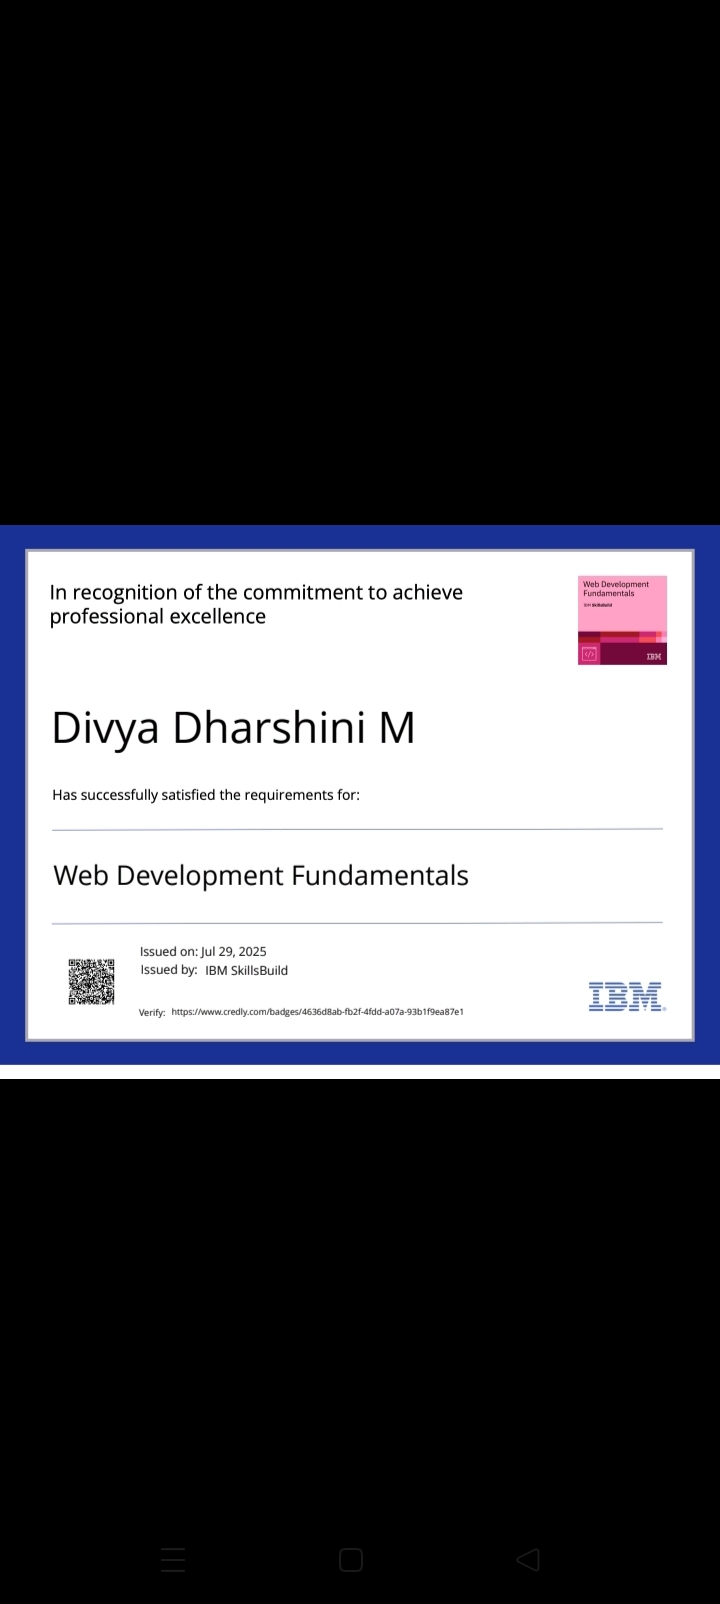 In recognition of the commitment to achieve
professional excellence
Web Development
Fundamentals
IBM SkillsBuild
</>
IBM
Divya Dharshini M
Has successfully satisfied the requirements for:
Web Development Fundamentals
Issued on: Jul 29, 2025
Issued by: IBM SkillsBuild
Verify: https://www.credly.com/badges/4636d8ab-fb2f-4fdd-a07a-93b1f9ea87e1
IBM®